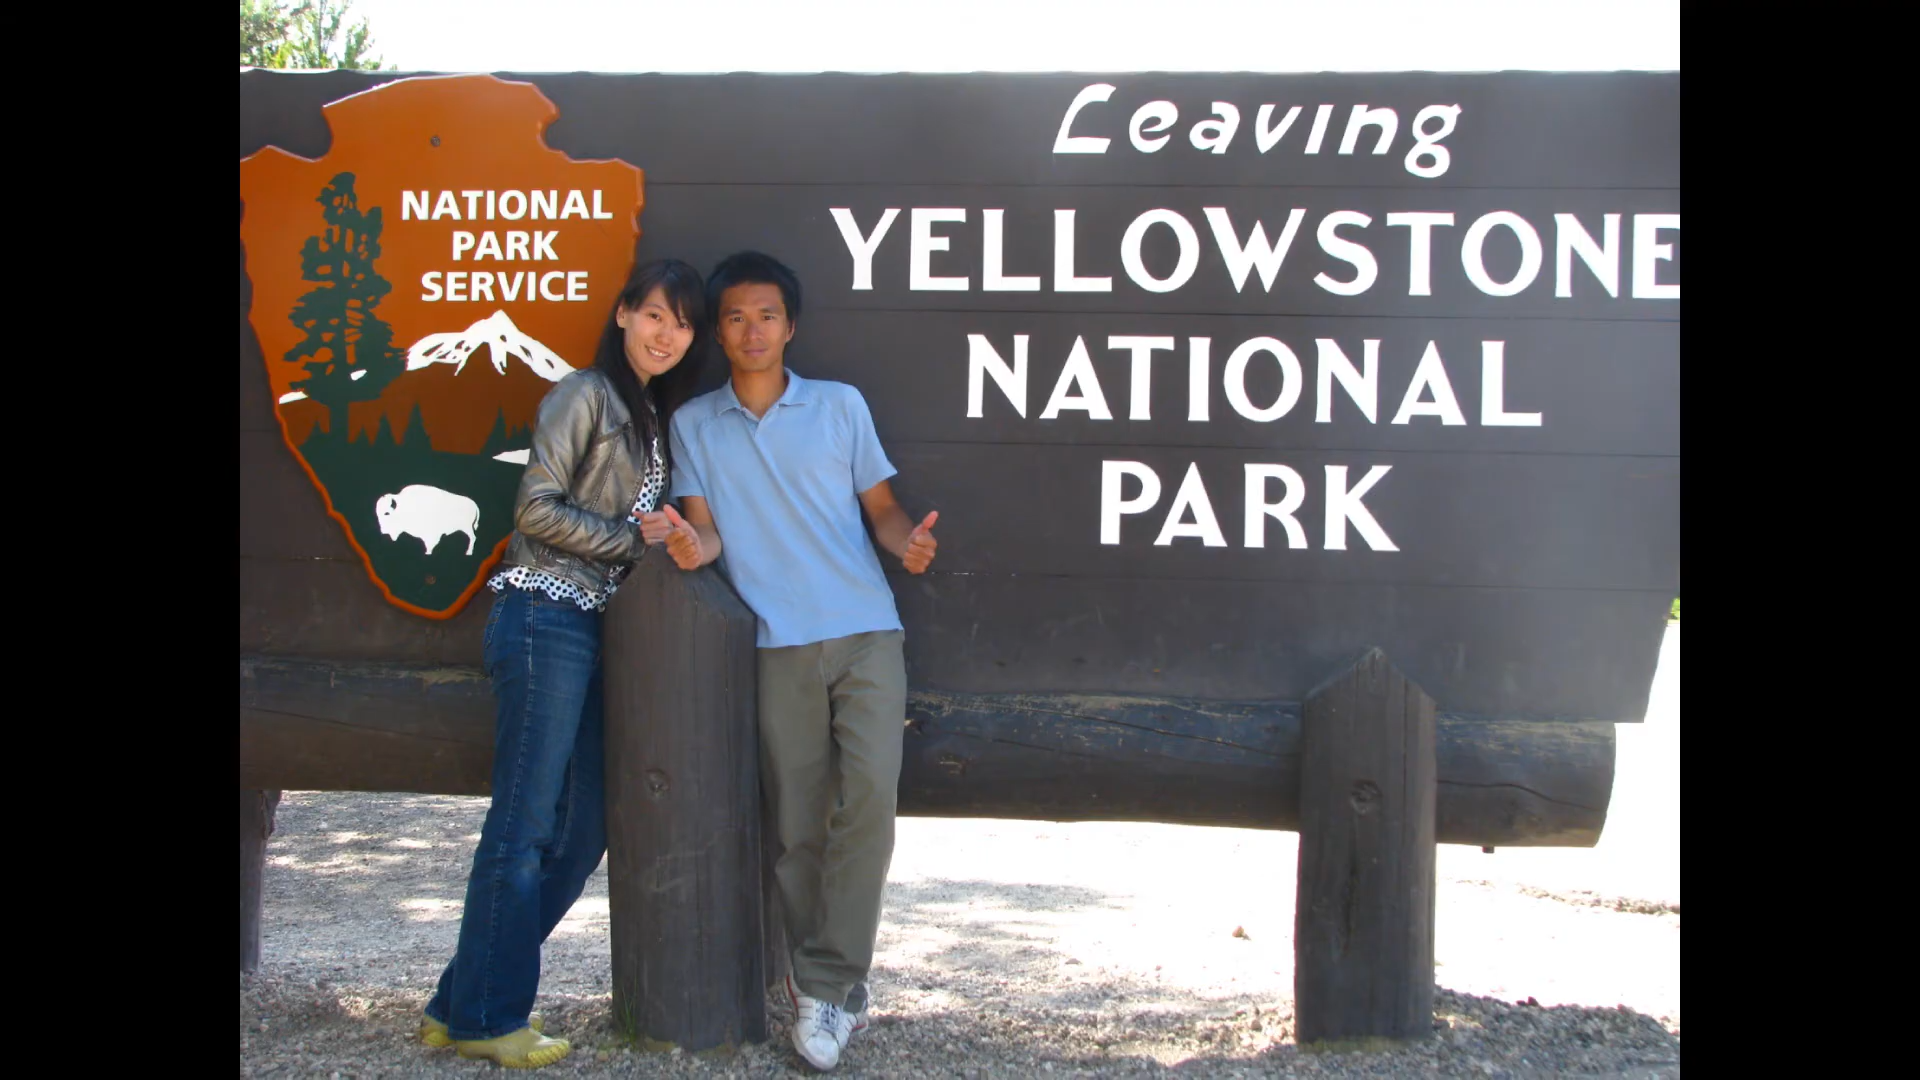 NATIONAL
PARK
SERVICE
Leaving
YELLOWSTONE
NATIONAL
PARK